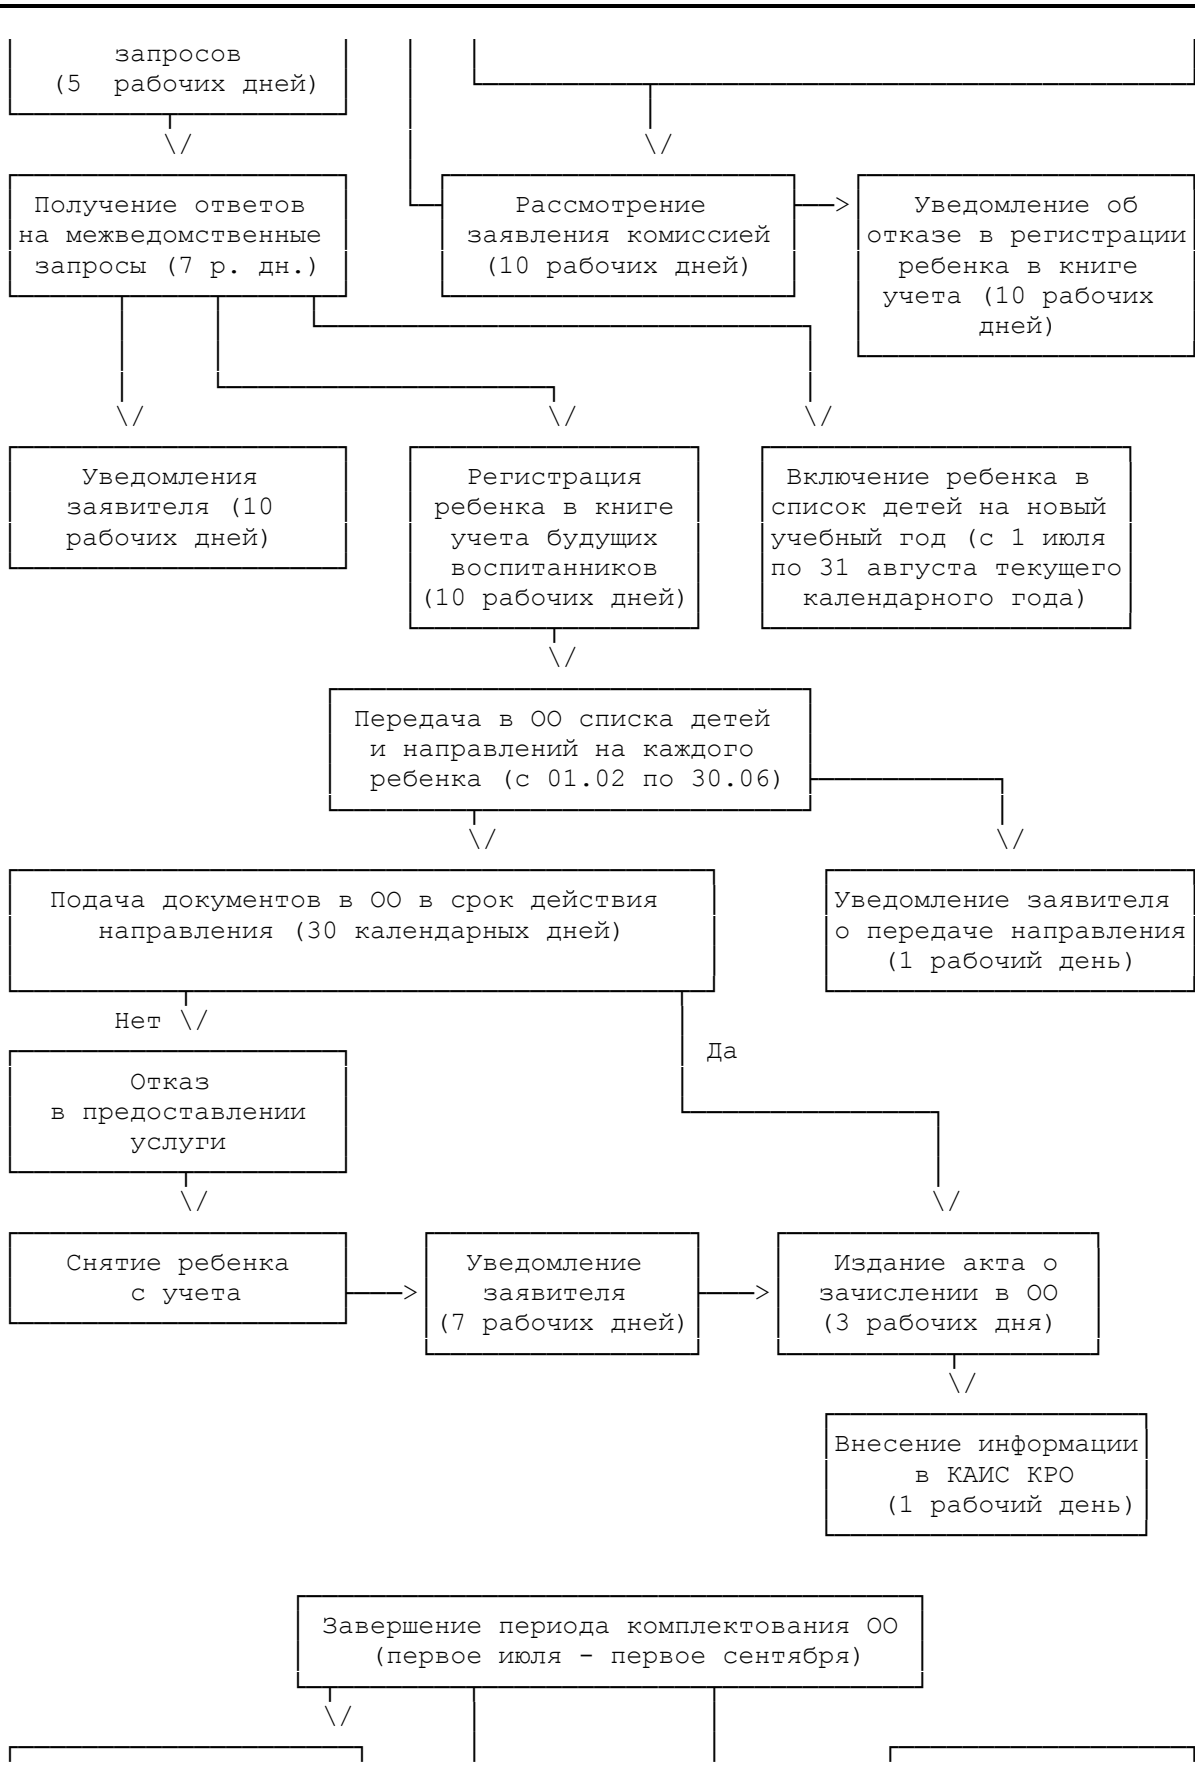 запросов
(5 рабочих дней)
Получение ответов
на межведомственные
запросы (7 р. дн.)
Рассмотрение
заявления комиссией
(10 рабочих дней)
Уведомление об
отказе в регистрации
ребенка в книге
учета (10 рабочих
дней)
Уведомления
заявителя (10
рабочих дней)
Регистрация
ребенка в книге
учета будущих
воспитанников
(10 рабочих дней)
Включение ребенка в
список детей на новый
учебный год (с 1 июля
по 31 августа текущего
календарного года)
Передача в ОО списка детей
и направлений на каждого
ребенка (с 01.02 по 30.06)
Подача документов в ОО в срок действия
направления (30 календарных дней)
Уведомление заявителя
о передаче направления
(1 рабочий день)
Нет
Да
Отказ
в предоставлении
услуги
Снятие ребенка
с учета
Уведомление
заявителя
(7 рабочих дней)
Издание акта о
зачислении в ОО
(3 рабочих дня)
Внесение информации
в КАИС КРО
(1 рабочий день)
Завершение периода комплектования ОО
(первое июля - первое сентября)